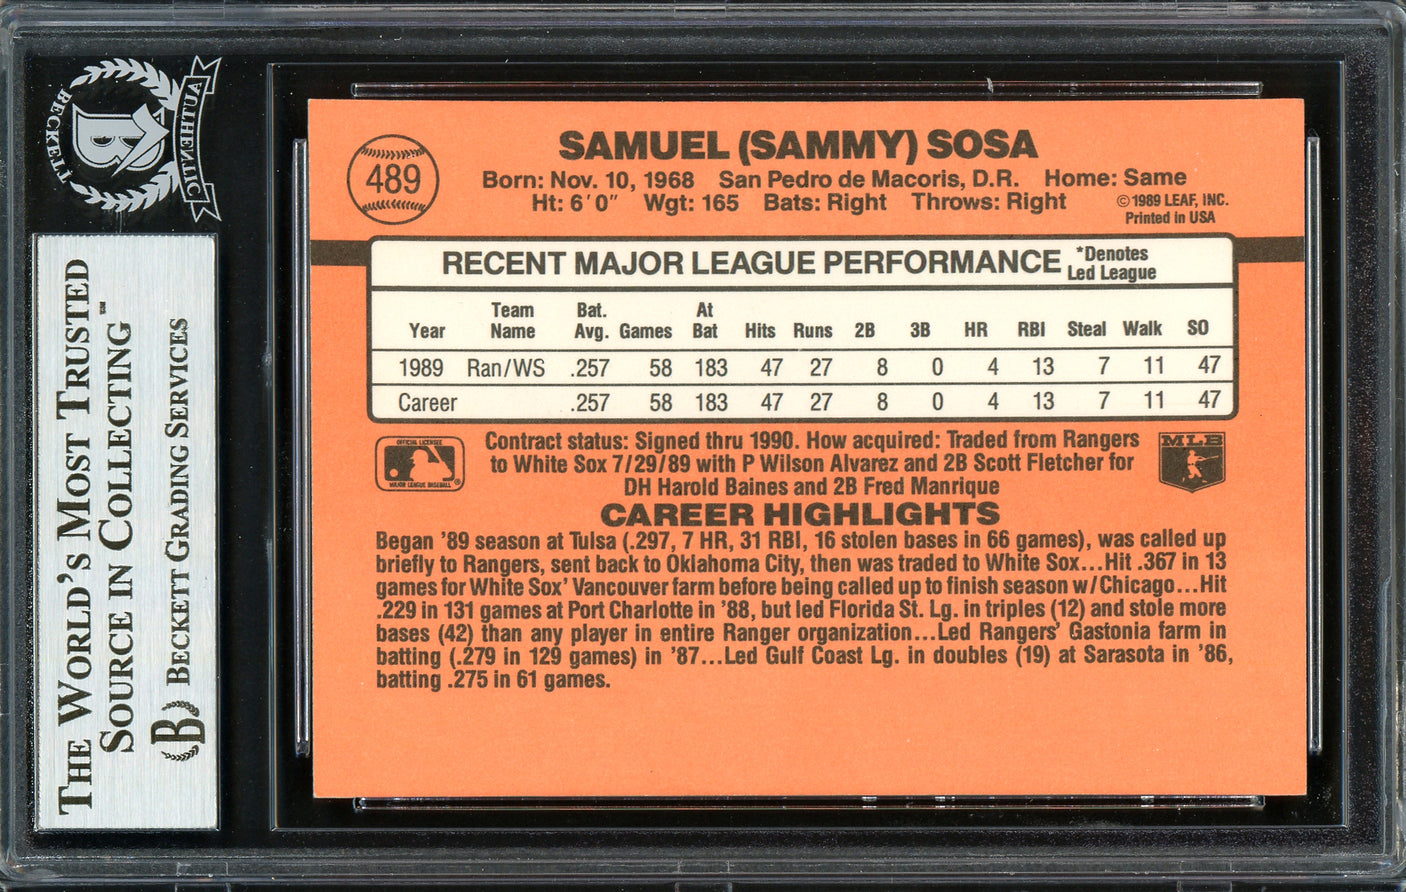 BECKETT
AUTHENTIC
B
THE WORLD'S MOST TRUSTED
SOURCE IN COLLECTING™
BECKETT GRADING SERVICES
B
489
SAMUEL (SAMMY) SOSA
Born: Nov. 10, 1968 San Pedro de Macoris, D.R. Home: Same
Ht: 6'0" Wgt: 165 Bats: Right Throws: Right
©1989 LEAF, INC.
Printed in USA
RECENT MAJOR LEAGUE PERFORMANCE *Denotes
Led League
Year Team Name Bat. Avg. Games At Bat Hits Runs 2B 3B HR RBI Steal Walk SO
1989 Ran/WS .257 58 183 47 27 8 0 4 13 7 11 47
Career .257 58 183 47 27 8 0 4 13 7 11 47
OFFICIAL LICENSEE
MAJOR LEAGUE BASEBALL®
MLB
Contract status: Signed thru 1990. How acquired: Traded from Rangers
to White Sox 7/29/89 with P Wilson Alvarez and 2B Scott Fletcher for
DH Harold Baines and 2B Fred Manrique
CAREER HIGHLIGHTS
Began '89 season at Tulsa (.297, 7 HR, 31 RBI, 16 stolen bases in 66 games), was called up
briefly to Rangers, sent back to Oklahoma City, then was traded to White Sox...Hit .367 in 13
games for White Sox' Vancouver farm before being called up to finish season w/Chicago...Hit
.229 in 131 games at Port Charlotte in '88, but led Florida St. Lg. in triples (12) and stole more
bases (42) than any player in entire Ranger organization...Led Rangers' Gastonia farm in
batting (.279 in 129 games) in '87...Led Gulf Coast Lg. in doubles (19) at Sarasota in '86,
batting .275 in 61 games.